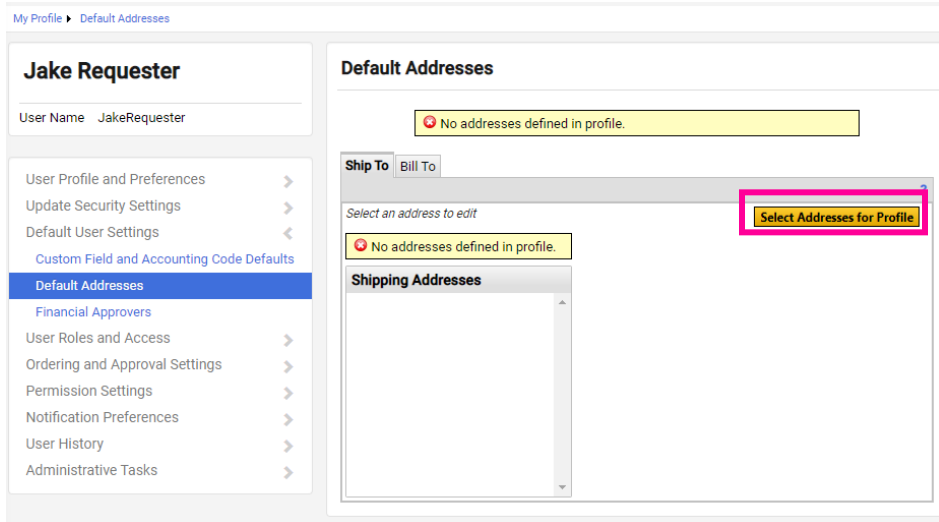 My Profile Default Addresses
Jake Requester
User Name JakeRequester
User Profile and Preferences
Update Security Settings
Default User Settings
Custom Field and Accounting Code Defaults
Default Addresses
Financial Approvers
User Roles and Access
Ordering and Approval Settings
Permission Settings
Notification Preferences
User History
Administrative Tasks
Default Addresses
No addresses defined in profile.
Ship To Bill To
?
Select an address to edit
Select Addresses for Profile
No addresses defined in profile.
Shipping Addresses